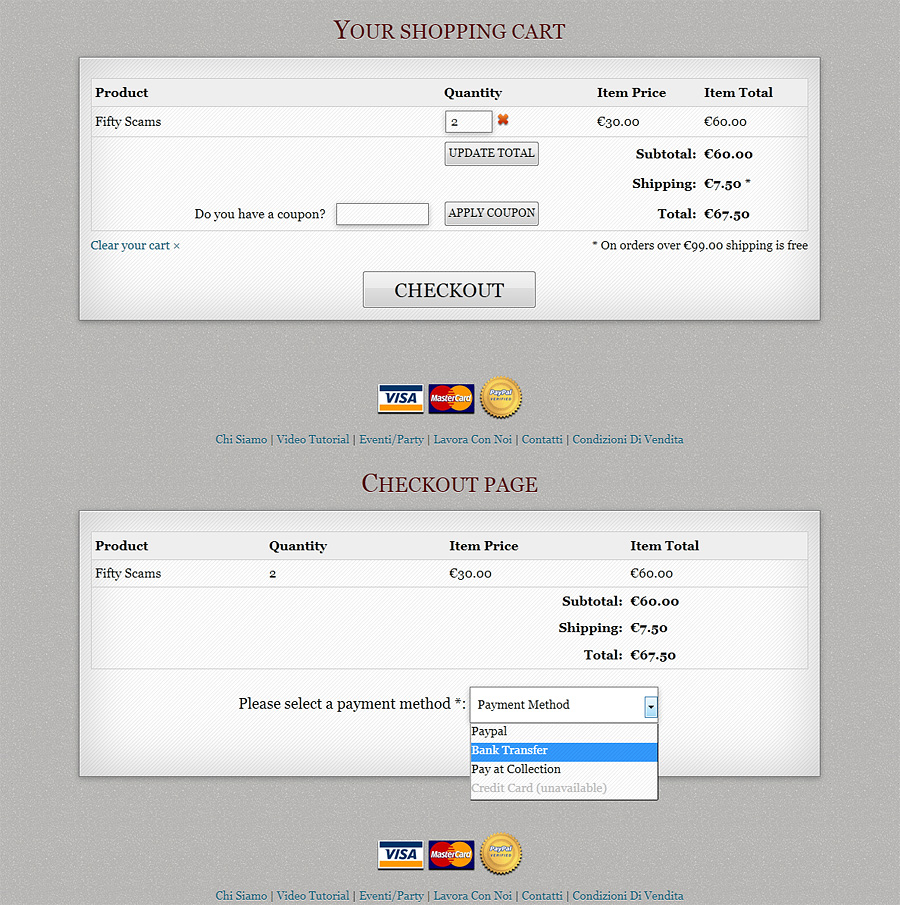 YOUR SHOPPING CART
Product Quantity Item Price Item Total
Fifty Scams 2 €30.00 €60.00
UPDATE TOTAL Subtotal: €60.00
Shipping: €7.50 *
Do you have a coupon? APPLY COUPON Total: €67.50
Clear your cart × * On orders over €99.00 shipping is free
CHECKOUT
VISA MasterCard PayPal VERIFIED
Chi Siamo | Video Tutorial | Eventi/Party | Lavora Con Noi | Contatti | Condizioni Di Vendita
CHECKOUT PAGE
Product Quantity Item Price Item Total
Fifty Scams 2 €30.00 €60.00
Subtotal: €60.00
Shipping: €7.50
Total: €67.50
Please select a payment method *: Payment Method
Paypal
Bank Transfer
Pay at Collection
Credit Card (unavailable)
VISA MasterCard PayPal VERIFIED
Chi Siamo | Video Tutorial | Eventi/Party | Lavora Con Noi | Contatti | Condizioni Di Vendita